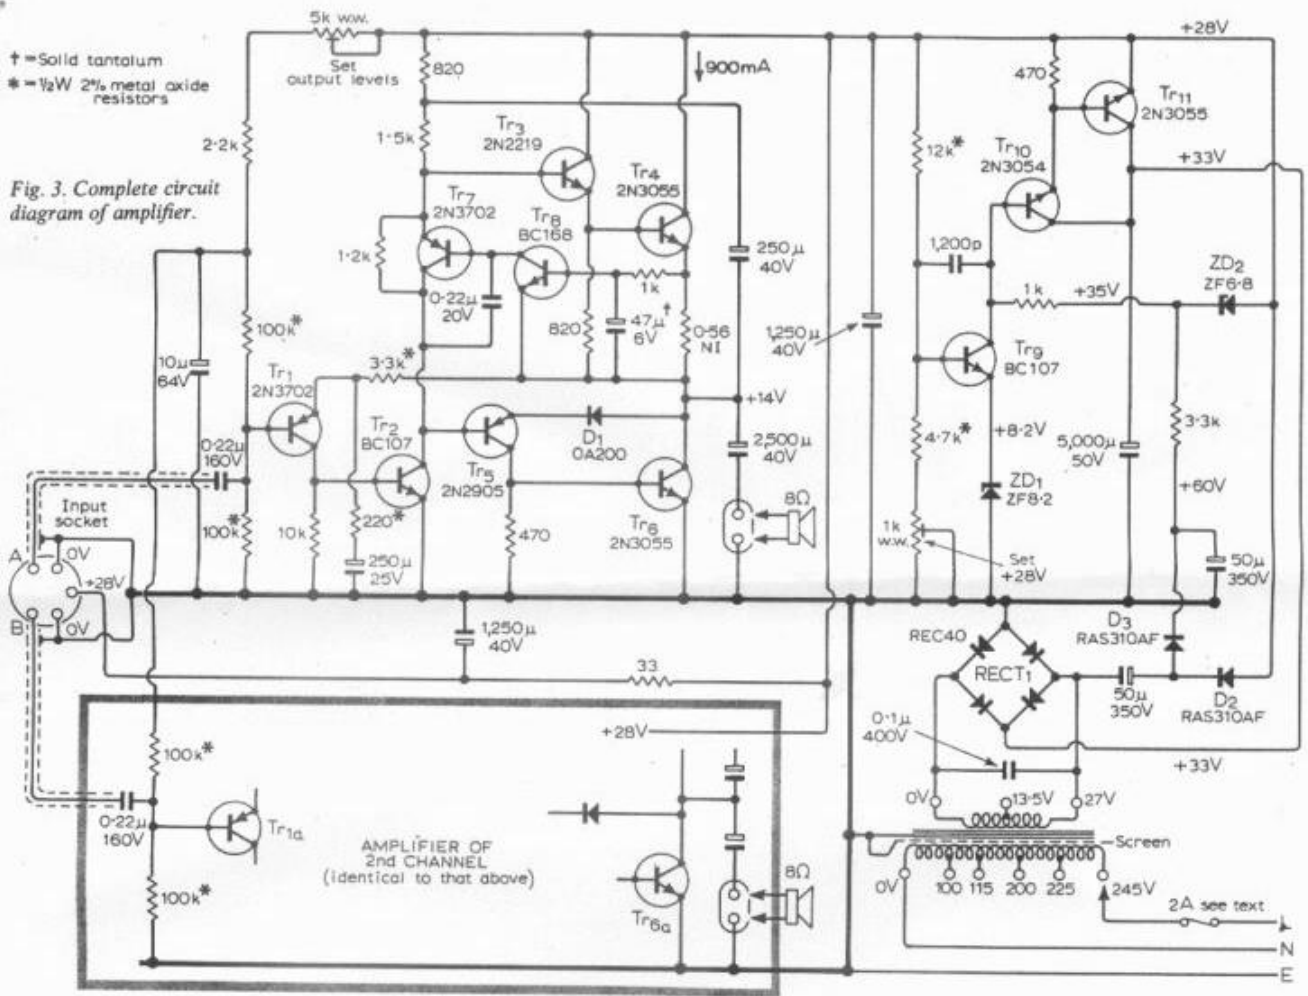 †=Solid tantalum
*=½W 2% metal oxide
resistors
Fig. 3. Complete circuit
diagram of amplifier.
5k w.w.
Set
output levels
2·2k
820
1·5k
Tr3
2N2219
Tr4
2N3055
900mA
+28V
470
Tr11
2N3055
12k*
Tr10
2N3054
+33V
Tr7
2N3702
Tr8
BC168
1·2k
0·22µ
20V
1k
820
47µ†
6V
0·56
NI
250µ
40V
1,250µ
40V
1,200p
1k
+35V
ZD2
ZF6·8
Tr9
BC107
100k*
10µ
64V
3·3k*
Tr1
2N3702
Tr2
BC107
+14V
D1
OA200
2,500µ
40V
4·7k*
+8·2V
5,000µ
50V
3·3k
0·22µ
160V
Tr5
2N2905
Tr6
2N3055
ZD1
ZF8·2
+60V
Input
socket
100k*
10k
220*
250µ
25V
470
8Ω
1k
w.w.
Set
+28V
50µ
350V
A
0V
+28V
B
0V
1,250µ
40V
33
REC40
RECT1
D3
RAS310AF
50µ
350V
D2
RAS310AF
0·1µ
400V
+33V
+28V
100k*
0·22µ
160V
Tr1a
100k*
AMPLIFIER OF
2nd CHANNEL
(identical to that above)
Tr6a
8Ω
0V
13·5V
27V
Screen
0V
100
115
200
225
245V
2A see text
L
N
E